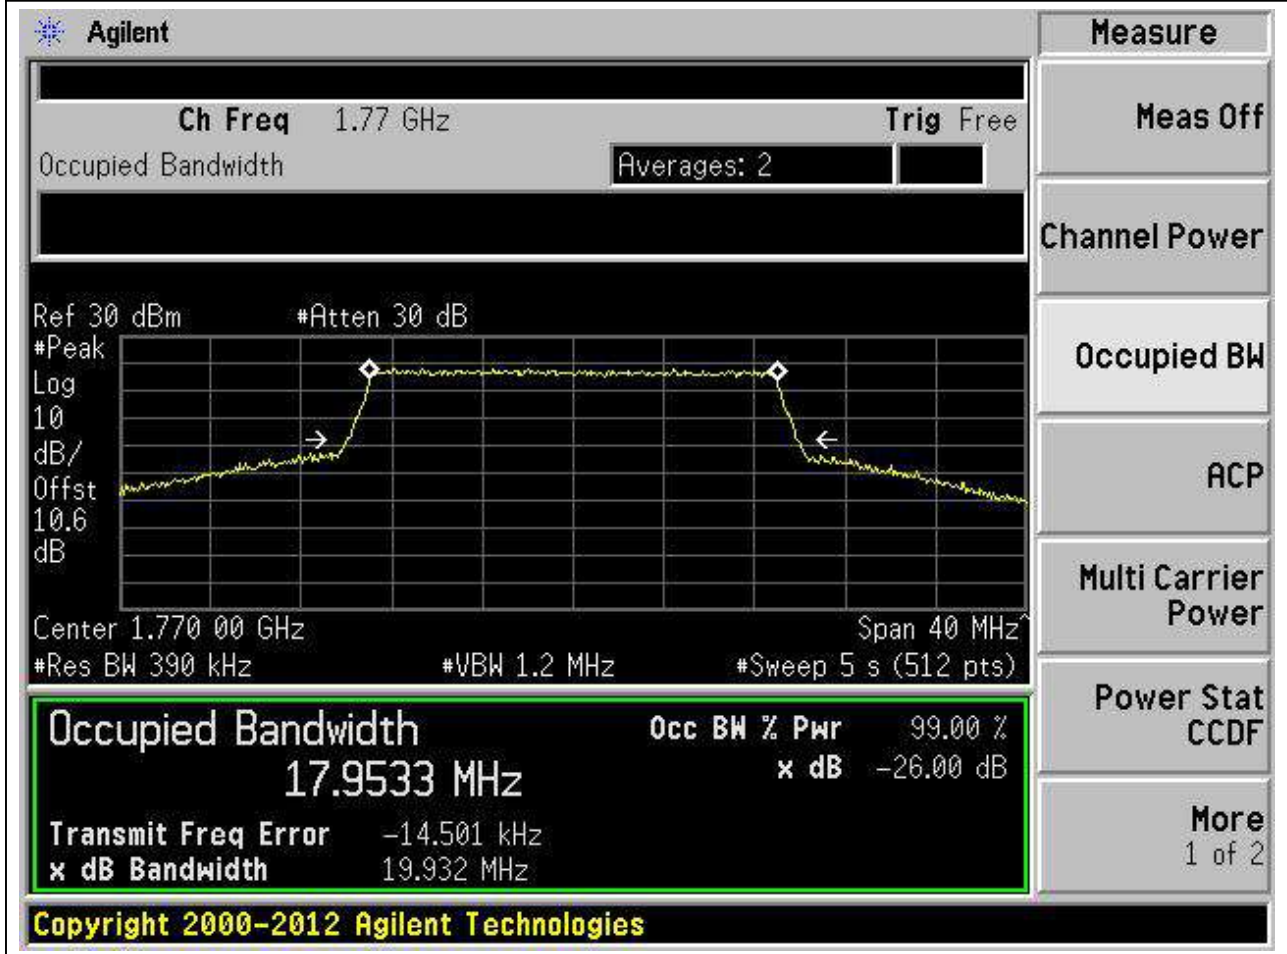 Agilent
Measure
Ch Freq 1.77 GHz Trig Free
Occupied Bandwidth Averages: 2
Meas Off
Channel Power
Ref 30 dBm #Atten 30 dB
#Peak
Log
10
dB/
Offst
10.6
dB
Occupied BW
ACP
Center 1.770 00 GHz Span 40 MHz^
#Res BW 390 kHz #VBW 1.2 MHz #Sweep 5 s (512 pts)
Multi Carrier
Power
Occupied Bandwidth Occ BW % Pwr 99.00 %
17.9533 MHz x dB -26.00 dB
Transmit Freq Error -14.501 kHz
x dB Bandwidth 19.932 MHz
Power Stat
CCDF
More
1 of 2
Copyright 2000-2012 Agilent Technologies